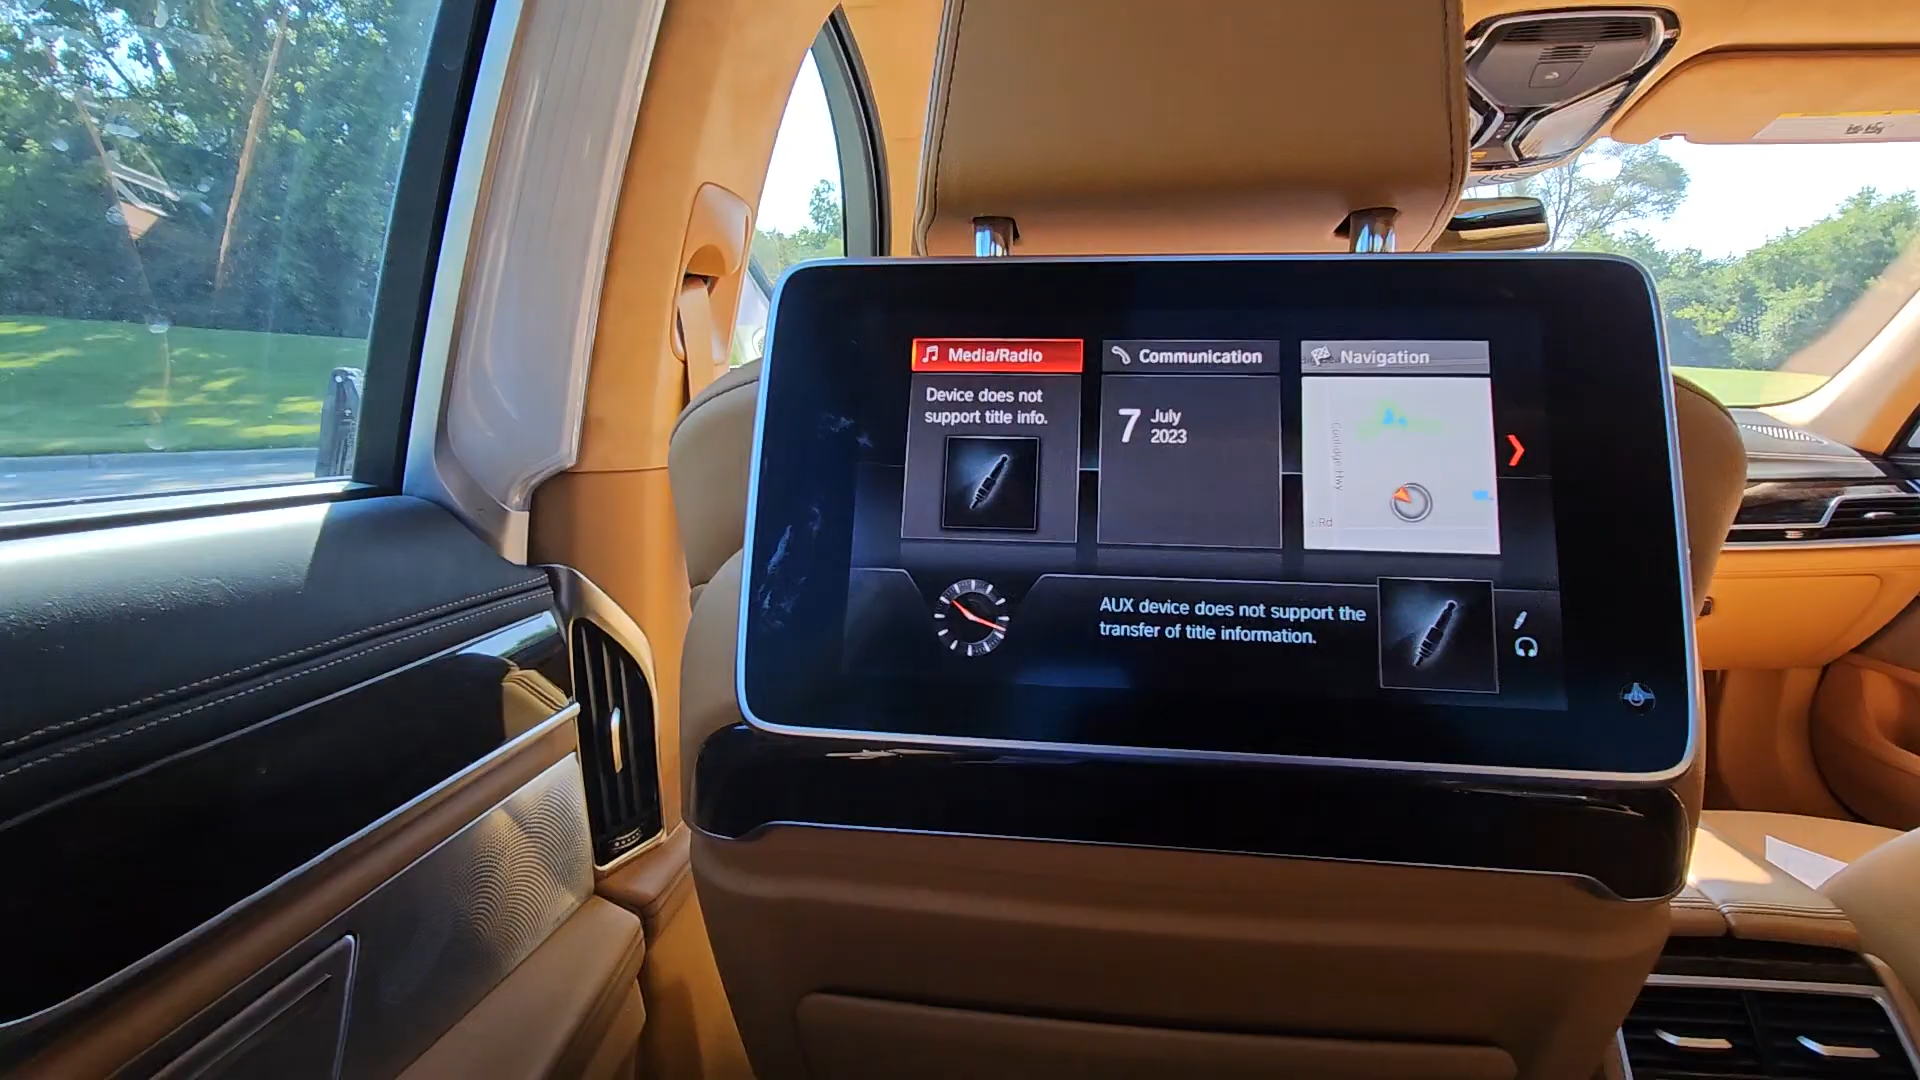 Media/Radio
Communication
Navigation
Device does not
support title info.
7 July
2023
Coolidge Hwy
Rd
AUX device does not support the
transfer of title information.